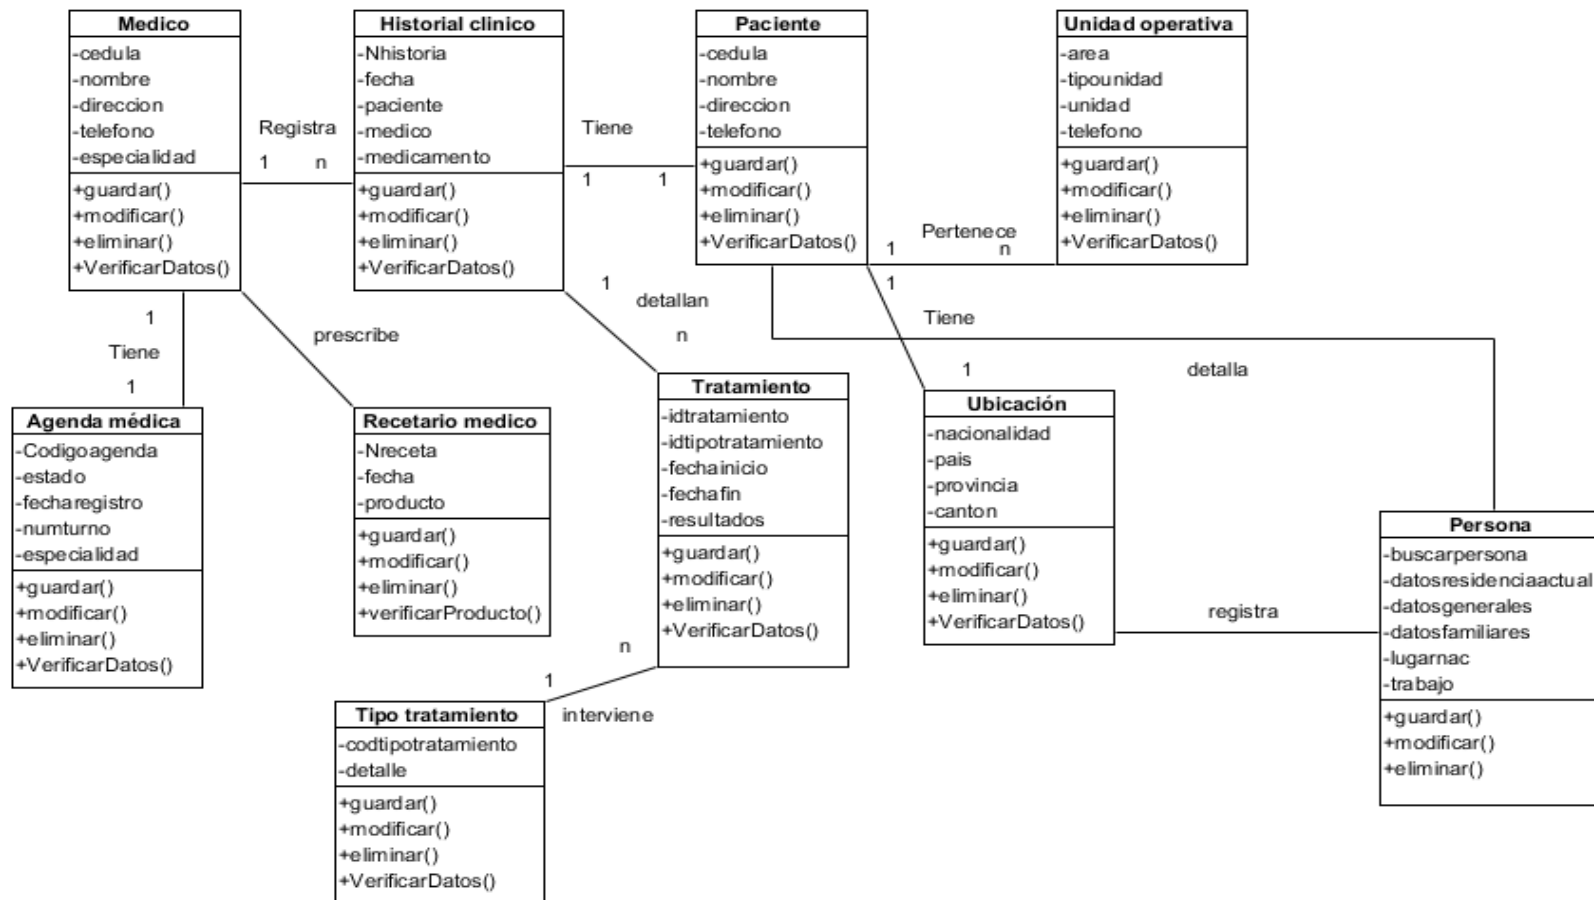 Medico
-cedula
-nombre
-direccion
-telefono
-especialidad
+guardar()
+modificar()
+eliminar()
+VerificarDatos()
Registra
1 n
Historial clinico
-Nhistoria
-fecha
-paciente
-medico
-medicamento
+guardar()
+modificar()
+eliminar()
+VerificarDatos()
Tiene
1 1
Paciente
-cedula
-nombre
-direccion
-telefono
+guardar()
+modificar()
+eliminar()
+VerificarDatos()
Pertenece
1 n
Unidad operativa
-area
-tipounidad
-unidad
-telefono
+guardar()
+modificar()
+eliminar()
+VerificarDatos()
1
Tiene
1
prescribe
1
detallan
n
1
Tiene
1
detalla
Agenda médica
-Codigoagenda
-estado
-fecharegistro
-numturno
-especialidad
+guardar()
+modificar()
+eliminar()
+VerificarDatos()
Recetario medico
-Nreceta
-fecha
-producto
+guardar()
+modificar()
+eliminar()
+verificarProducto()
Tratamiento
-idtratamiento
-idtipotratamiento
-fechainicio
-fechafin
-resultados
+guardar()
+modificar()
+eliminar()
+VerificarDatos()
Ubicación
-nacionalidad
-pais
-provincia
-canton
+guardar()
+modificar()
+eliminar()
+VerificarDatos()
registra
Persona
-buscarpersona
-datosresidenciaactual
-datosgenerales
-datosfamiliares
-lugarnac
-trabajo
+guardar()
+modificar()
+eliminar()
n
1
interviene
Tipo tratamiento
-codtipotratamiento
-detalle
+guardar()
+modificar()
+eliminar()
+VerificarDatos()